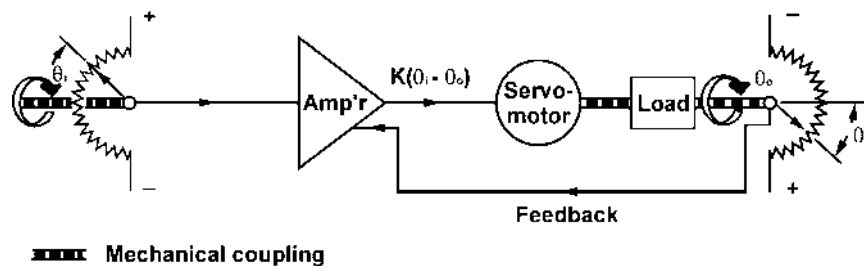 +
−
θi
K(θi - θo)
θo
Amp'r
Servo-
motor
Load
θ
−
+
Feedback
Mechanical coupling